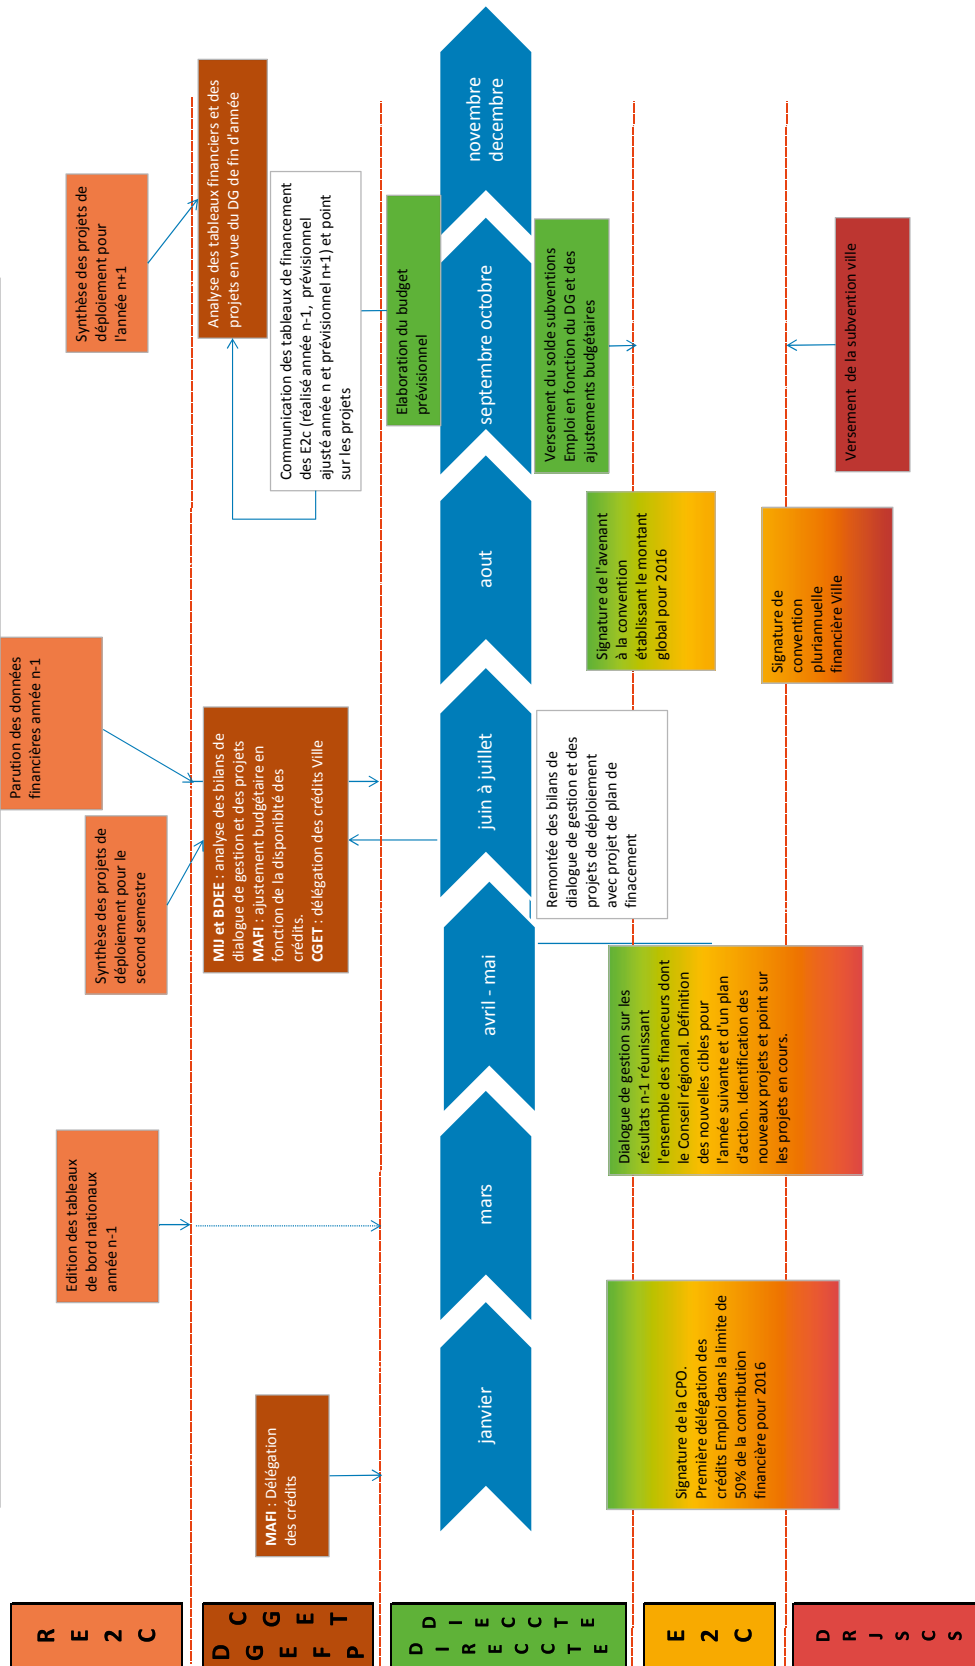 RE2C
Edition des tableaux
de bord nationaux
année n-1
Synthèse des projets de
déploiement pour le
second semestre
Parution des données
financières année n-1
Synthèse des projets de
déploiement pour
l'année n+1
DGEFP
CGET
MAFI : Délégation
des crédits
MIJ et BDEE : analyse des bilans de
dialogue de gestion et des projets
MAFI : ajustement budgétaire en
fonction de la disponiblté des
crédits.
CGET : délégation des crédits Ville
Analyse des tableaux financiers et des
projets en vue du DG de fin d'année
Communication des tableaux de financement
des E2c (réalisé année n-1, prévisionnel
ajusté année n et prévisionnel n+1) et point
sur les projets
DIRECCTE
DIECCTE
Elaboration du budget
prévisionnel
janvier
mars
avril - mai
juin à juillet
aout
septembre octobre
novembre
decembre
Remontée des bilans de
dialogue de gestion et des
projets de déploiement
avec projet de plan de
finacement
Versement du solde subventions
Emploi en fonction du DG et des
ajustements budgétaires
E2C
Signature de la CPO.
Première délégation des
crédits Emploi dans la limite de
50% de la contribution
financière pour 2016
Dialogue de gestion sur les
résultats n-1 réunissant
l'ensemble des financeurs dont
le Conseil régional. Définition
des nouvelles cibles pour
l'année suivante et d'un plan
d'action. Identification des
nouveaux projets et point sur
les projets en cours.
Signature de l'avenant
à la convention
établissant le montant
global pour 2016
DRJSCS
Signature de
convention
pluriannuelle
financière Ville
Versement de la subvention ville